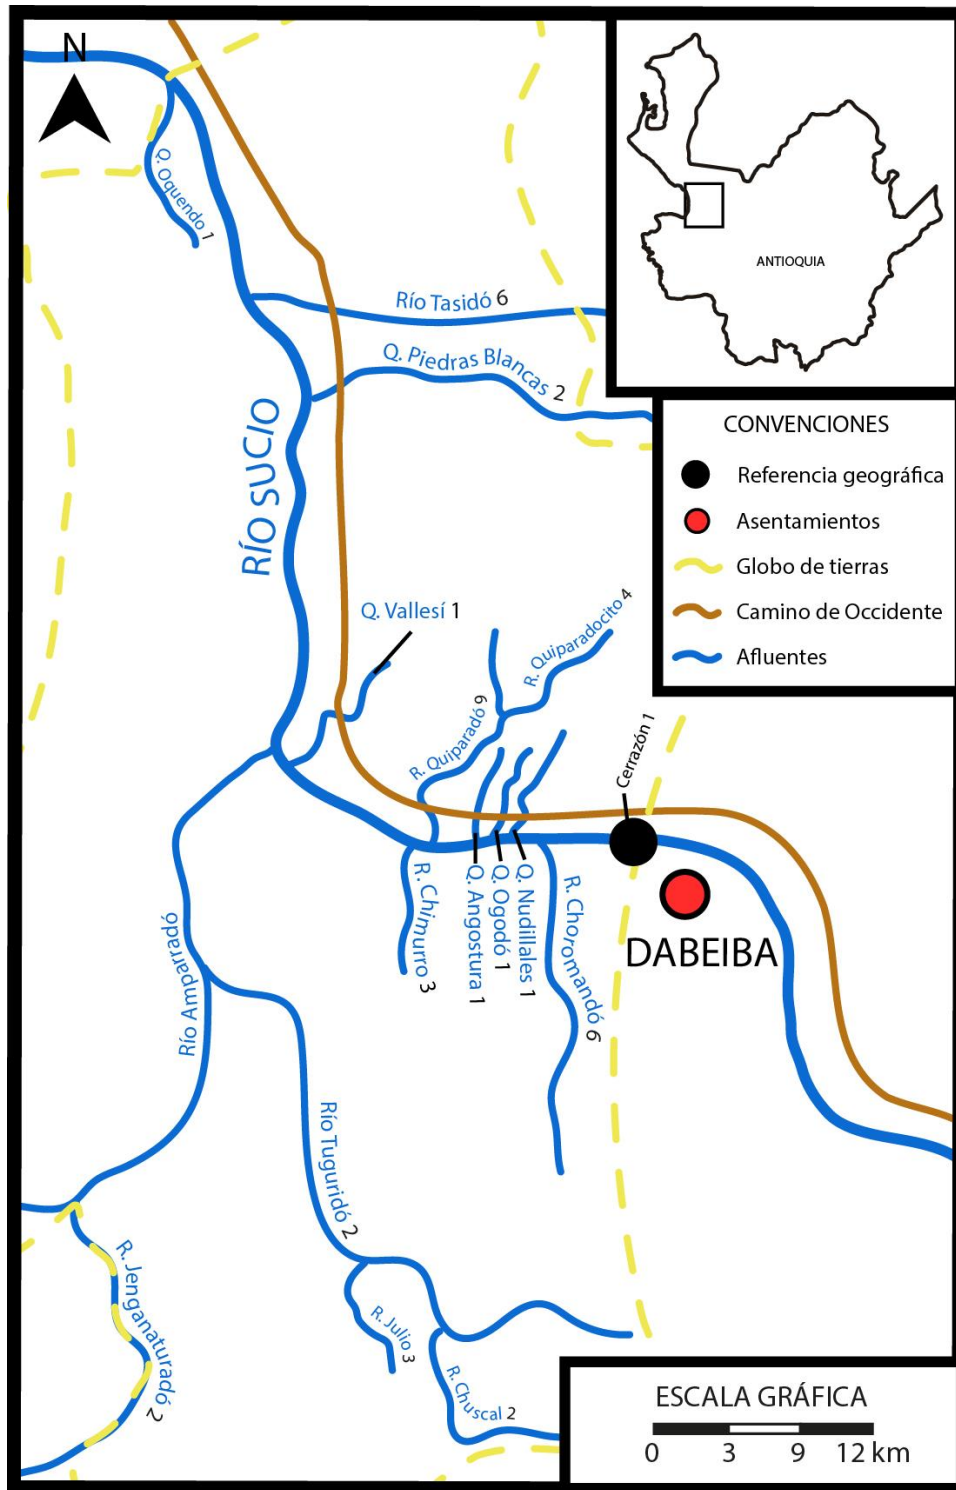 N
ANTIOQUIA
Q. Oquendo 1
Río Tasidó 6
Q. Piedras Blancas 2
RÍO SUCIO
CONVENCIONES
Referencia geográfica
Asentamientos
Globo de tierras
Camino de Occidente
Afluentes
Q. Vallesí 1
R. Quiparadocito 4
R. Quiparadó 6
Cerrazón 1
R. Chimurro 3
Q. Angostura 1
Q. Ogodó 1
Q. Nudillales 1
R. Choromandó 6
DABEIBA
Río Amparradó
Río Tuguridó 2
R. Jenganaturadó 2
R. Julio 3
R. Chuscal 2
ESCALA GRÁFICA
0 3 9 12 km